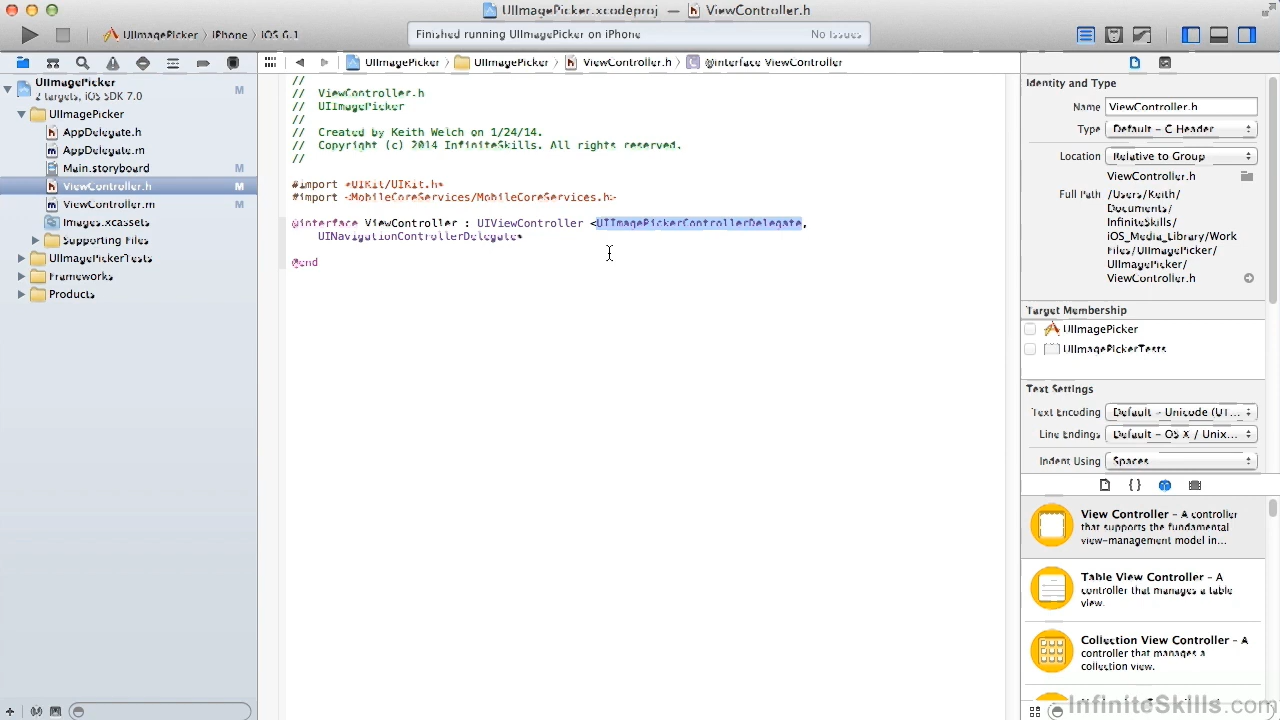 UIImagePicker.xcodeproj — ViewController.h
UIImagePicker > iPhone > iOS 6.1
Finished running UIImagePicker on iPhone
No Issues
UIImagePicker > UIImagePicker > ViewController.h > @interface ViewController
UIImagePicker M
2 targets, iOS SDK 7.0
UIImagePicker
AppDelegate.h
AppDelegate.m
Main.storyboard M
ViewController.h M
ViewController.m M
Images.xcassets
Supporting Files
UIImagePickerTests
Frameworks
Products
//
// ViewController.h
// UIImagePicker
//
// Created by Keith Welch on 1/24/14.
// Copyright (c) 2014 InfiniteSkills. All rights reserved.
//
#import <UIKit/UIKit.h>
#import <MobileCoreServices/MobileCoreServices.h>
@interface ViewController : UIViewController <UIImagePickerControllerDelegate,
UINavigationControllerDelegate>
@end
Identity and Type
Name ViewController.h
Type Default - C Header
Location Relative to Group
ViewController.h
Full Path /Users/Keith/
Documents/
InfiniteSkills/
iOS_Media_Library/Work
Files/UIImagePicker/
UIImagePicker/
ViewController.h
Target Membership
UIImagePicker
UIImagePickerTests
Text Settings
Text Encoding Default - Unicode (UT...
Line Endings Default - OS X / Unix...
Indent Using Spaces
{ }
View Controller - A controller
that supports the fundamental
view-management model in...
Table View Controller - A
controller that manages a table
view.
Collection View Controller - A
controller that manages a
collection view.
InfiniteSkills.com